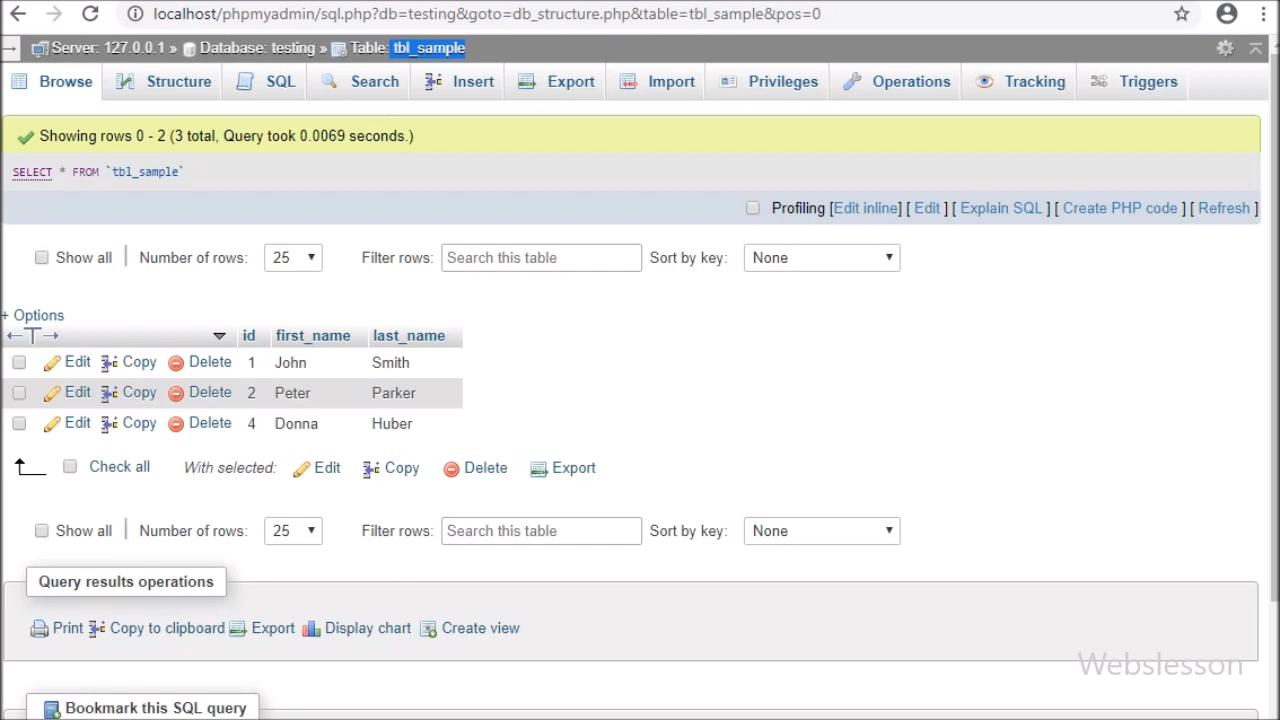 localhost/phpmyadmin/sql.php?db=testing&goto=db_structure.php&table=tbl_sample&pos=0
Server: 127.0.0.1 » Database: testing » Table: tbl_sample
Browse Structure SQL Search Insert Export Import Privileges Operations Tracking Triggers
Showing rows 0 - 2 (3 total, Query took 0.0069 seconds.)
SELECT * FROM `tbl_sample`
Profiling [Edit inline] [ Edit ] [ Explain SQL ] [ Create PHP code ] [ Refresh ]
Show all | Number of rows: 25 Filter rows: Search this table Sort by key: None
+ Options
←T→ id first_name last_name
Edit Copy Delete 1 John Smith
Edit Copy Delete 2 Peter Parker
Edit Copy Delete 4 Donna Huber
Check all With selected: Edit Copy Delete Export
Show all | Number of rows: 25 Filter rows: Search this table Sort by key: None
Query results operations
Print Copy to clipboard Export Display chart Create view
Webslesson
Bookmark this SQL query